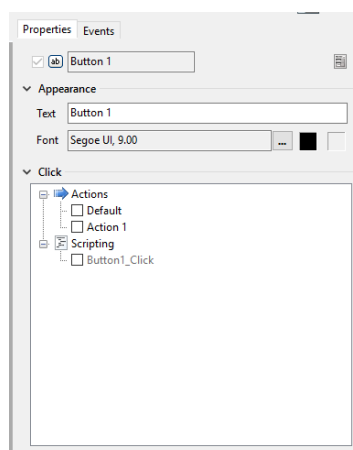 Properties Events
ab Button 1
Appearance
Text Button 1
Font Segoe UI, 9.00 ...
Click
Actions
Default
Action 1
Scripting
Button1_Click